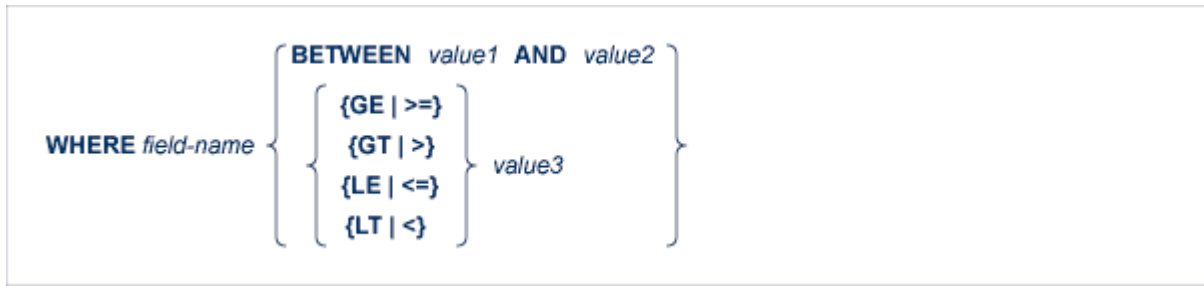 BETWEEN value1 AND value2
{GE | >=}
{GT | >}
WHERE field-name
value3
{LE | <=}
{LT | <}